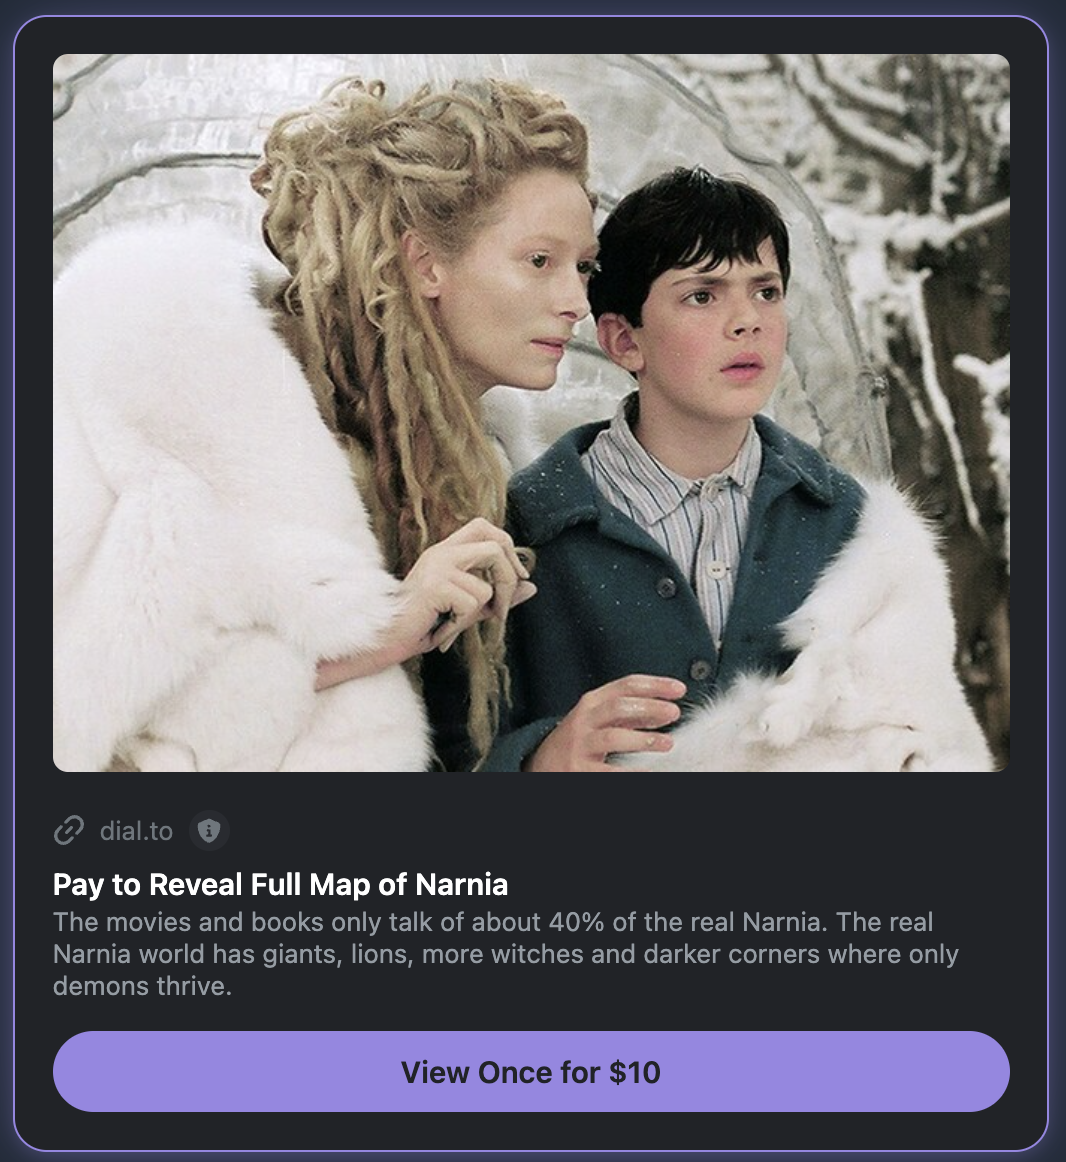 dial.to
Pay to Reveal Full Map of Narnia
The movies and books only talk of about 40% of the real Narnia. The real
Narnia world has giants, lions, more witches and darker corners where only
demons thrive.
View Once for $10